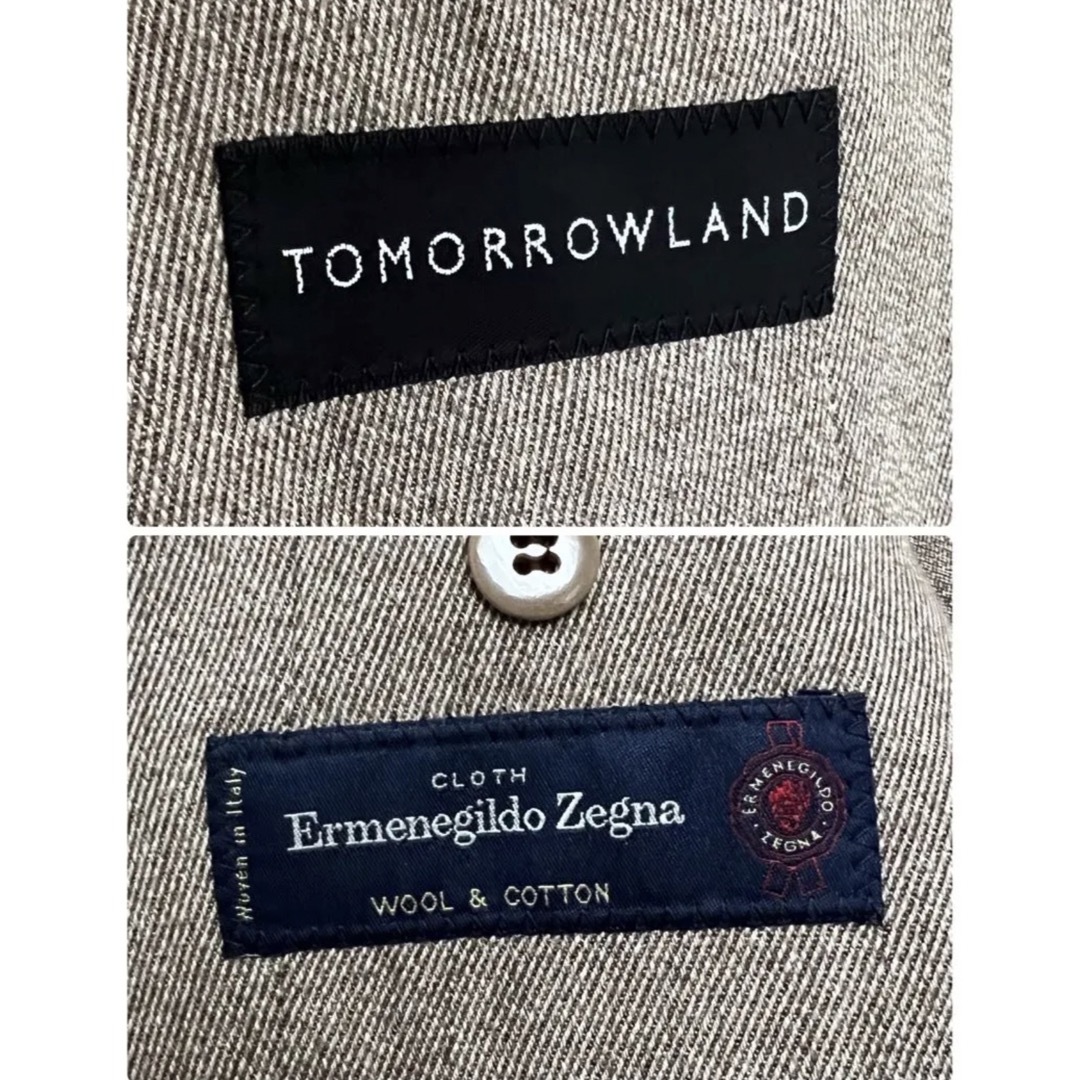 TOMORROWLAND
Woven in Italy
CLOTH
Ermenegildo Zegna
WOOL & COTTON
ERMENEGILDO
ZEGNA